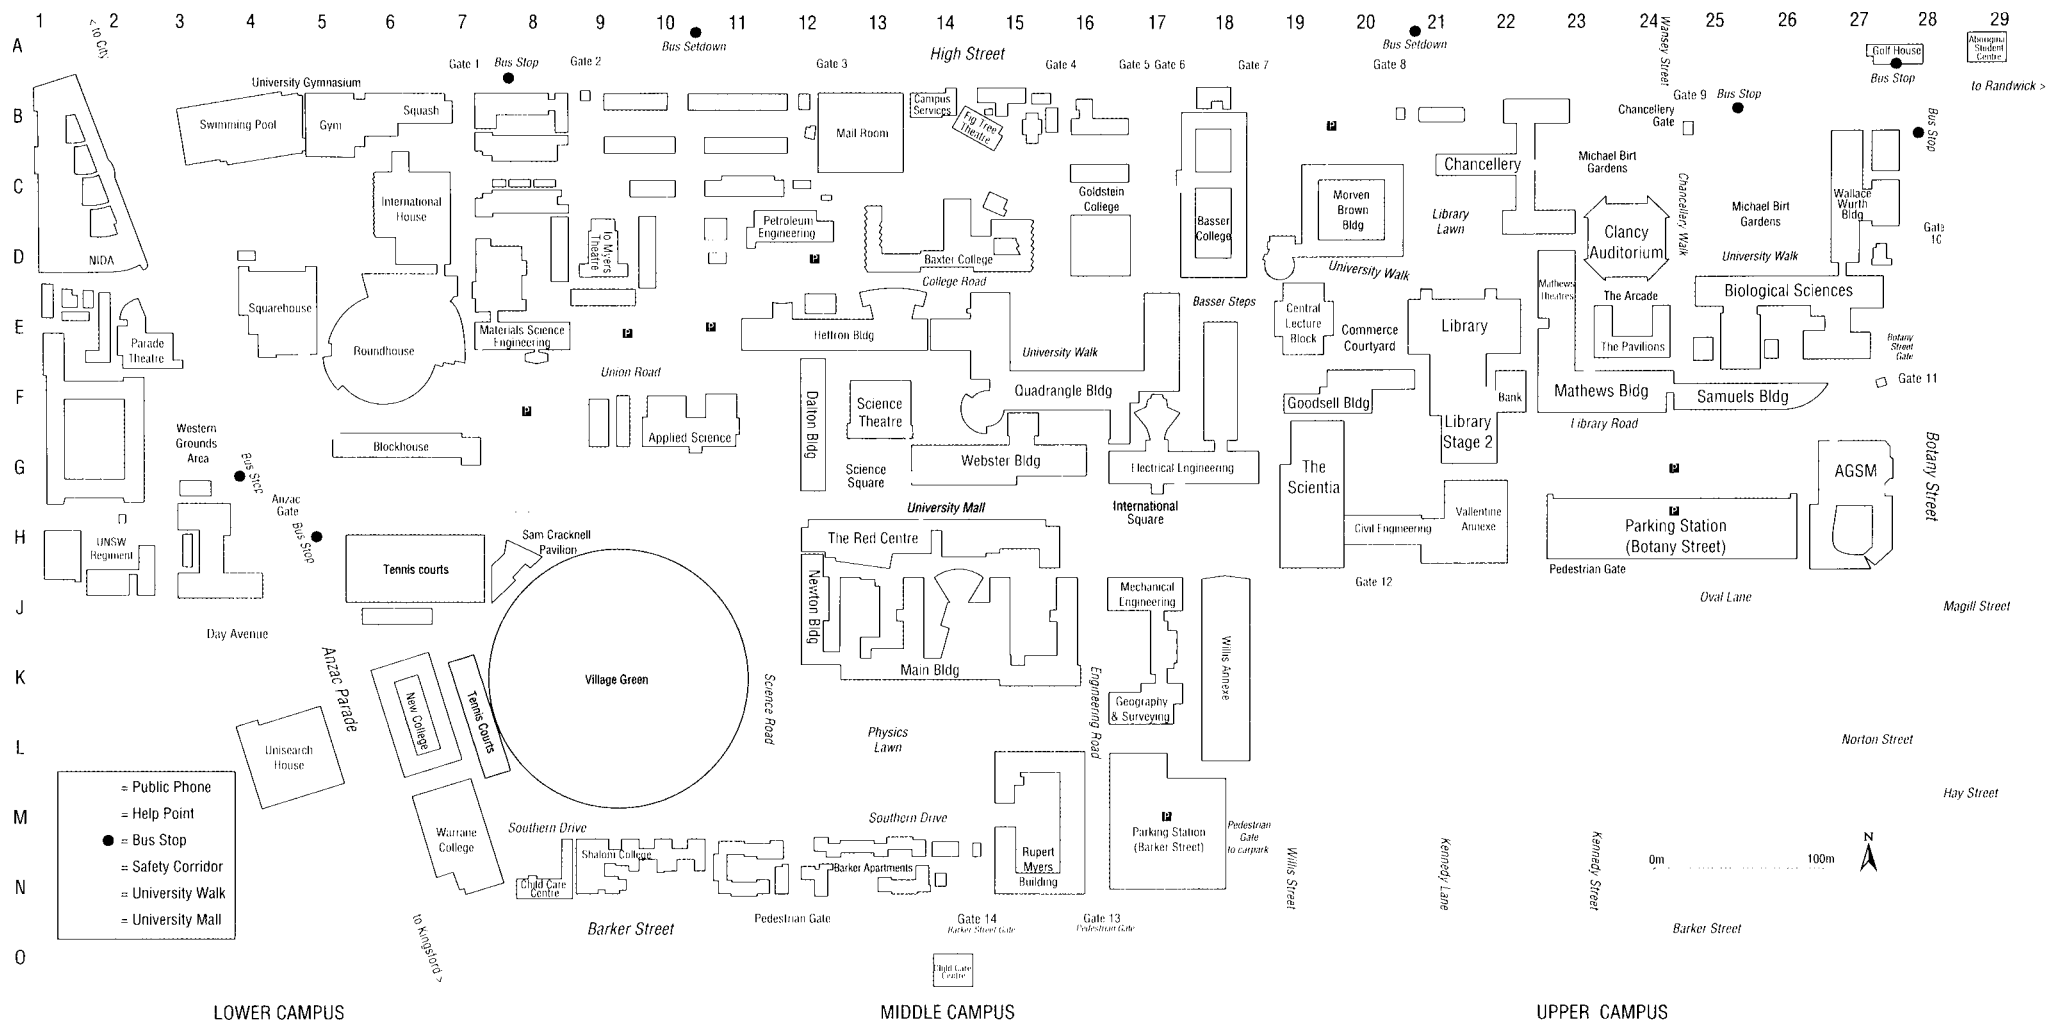 1 2 3 4 5 6 7 8 9 10 11 12 13 14 15 16 17 18 19 20 21 22 23 24 25 26 27 28 29
A
B
C
D
E
F
G
H
J
K
L
M
N
O
< to City
Bus Setdown
High Street
Bus Setdown
Wansey Street
Golf House
Student
Centre
Gate 1
Bus Stop
Gate 2
Gate 3
Gate 4
Gate 5
Gate 6
Gate 7
Gate 8
Bus Stop
to Randwick >
University Gymnasium
Swimming Pool
Gym
Squash
Mail Room
Campus
Services
Fig Tree
Theatre
Gate 9
Bus Stop
Chancellery
Gate
Bus Stop
Chancellery
Michael Birt
Gardens
International
House
Petroleum
Engineering
Goldstein
College
Basser
College
Morven
Brown
Bldg
Library
Lawn
Clancy
Auditorium
Chancellery Walk
Michael Birt
Gardens
Wallace
Wurth
Bldg
Gate
10
NIDA
Io Myers
Theatre
Baxter College
College Road
University Walk
University Walk
Squarehouse
Roundhouse
Parade
Theatre
Materials Science
Engineering
Heffron Bldg
University Walk
Basser Steps
Central
Lecture
Block
Commerce
Courtyard
Library
Mathews
Theatres
The Arcade
The Pavilions
Biological Sciences
Botany
Street
Gate
Union Road
Dalton Bldg
Science
Theatre
Quadrangle Bldg
Goodsell Bldg
Bank
Library
Stage 2
Mathews Bldg
Samuels Bldg
Gate 11
Library Road
Western
Grounds
Area
Bus Stop
Blockhouse
Applied Science
Webster Bldg
Electrical Engineering
The
Scientia
AGSM
Botany Street
Anzac
Gate
Science
Square
University Mall
International
Square
UNSW
Regiment
Bus Stop
Tennis courts
Sam Cracknell
Pavilion
The Red Centre
Civil Engineering
Vallentine
Annexe
Parking Station
(Botany Street)
Pedestrian Gate
Gate 12
Newton Bldg
Mechanical
Engineering
Oval Lane
Magill Street
Day Avenue
Anzac Parade
New College
Tennis Courts
Village Green
Science Road
Main Bldg
Engineering Road
Geography
& Surveying
Willis Annexe
Unisearch
House
Physics
Lawn
Norton Street
= Public Phone
= Help Point
= Bus Stop
= Safety Corridor
= University Walk
= University Mall
Warrane
College
Southern Drive
Southern Drive
Parking Station
(Barker Street)
Pedestrian
Gate
to carpark
Hay Street
Shalom College
Child Care
Centre
Barker Apartments
Rupert
Myers
Building
Willis Street
Kennedy Lane
Kennedy Street
0m
100m
N
to Kingsford >
Barker Street
Pedestrian Gate
Gate 14
Barker Street Gate
Gate 13
Pedestrian Gate
Barker Street
Child Care
Centre
P
P
P
P
P
P
P
P
LOWER CAMPUS
MIDDLE CAMPUS
UPPER CAMPUS